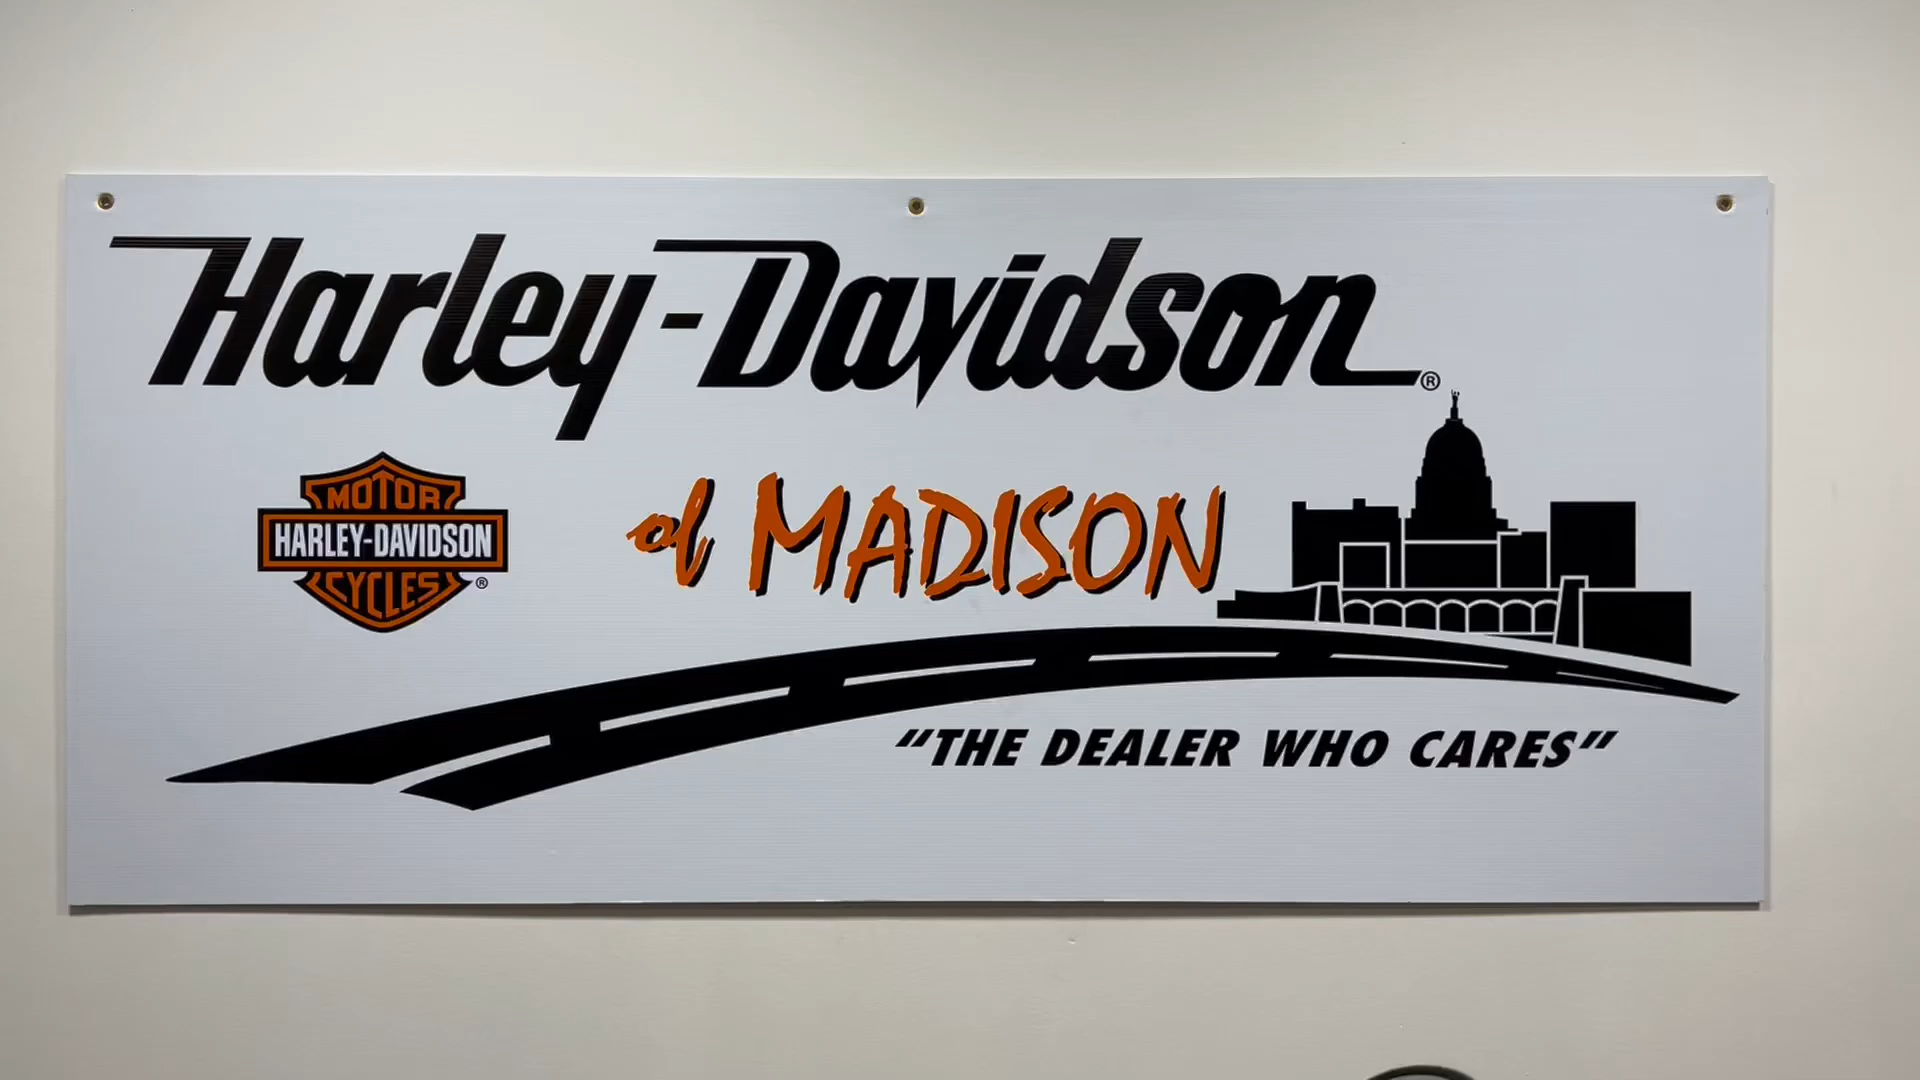 Harley-Davidson®
of MADISON
MOTOR
HARLEY-DAVIDSON
CYCLES®
"THE DEALER WHO CARES"